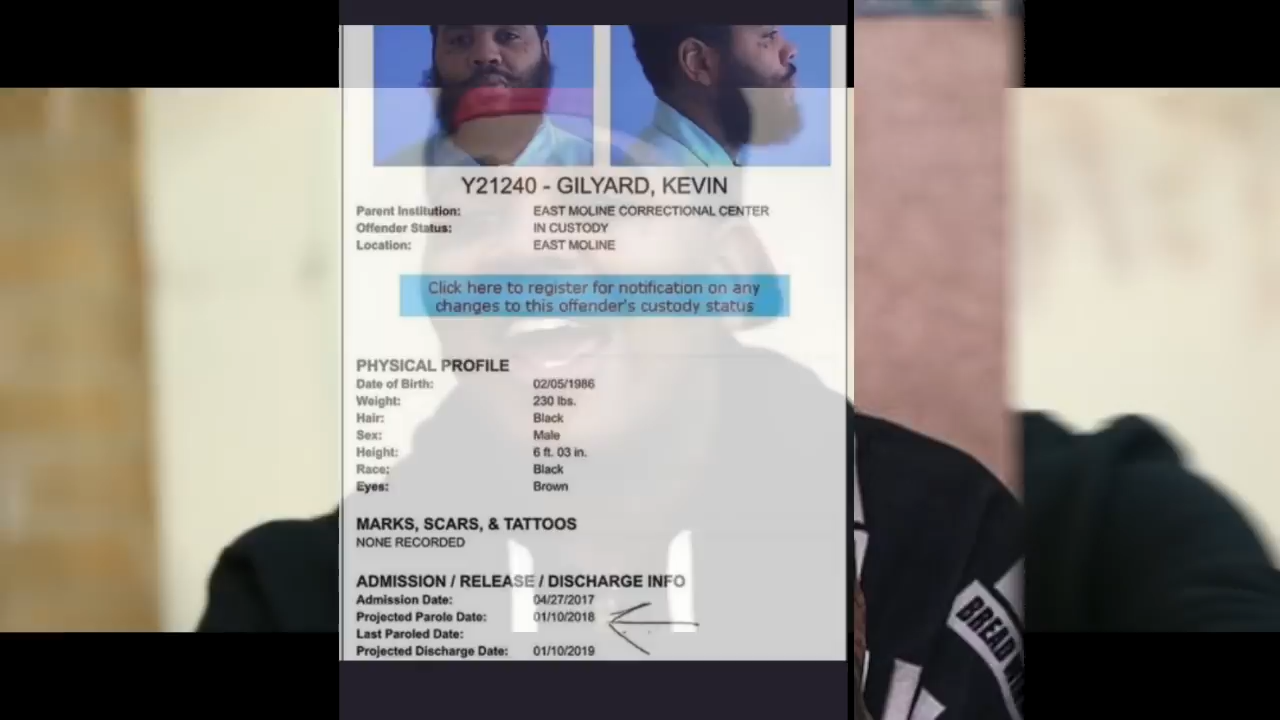 Y21240 - GILYARD, KEVIN
Parent Institution: EAST MOLINE CORRECTIONAL CENTER
Offender Status: IN CUSTODY
Location: EAST MOLINE
Click here to register for notification on any
changes to this offender's custody status
PHYSICAL PROFILE
Date of Birth: 02/05/1986
Weight: 230 lbs.
Hair: Black
Sex: Male
Height: 6 ft. 03 in.
Race: Black
Eyes: Brown
MARKS, SCARS, & TATTOOS
NONE RECORDED
ADMISSION / RELEASE / DISCHARGE INFO
Admission Date: 04/27/2017
Projected Parole Date: 01/10/2018
Last Paroled Date:
Projected Discharge Date: 01/10/2019
BREAD